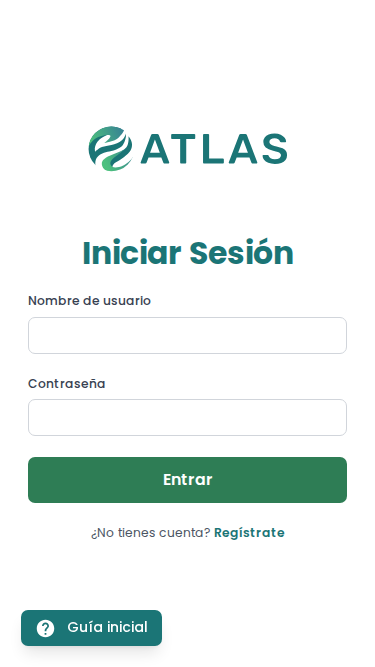 ATLAS
Iniciar Sesión
Nombre de usuario
Contraseña
Entrar
¿No tienes cuenta? Regístrate
Guía inicial